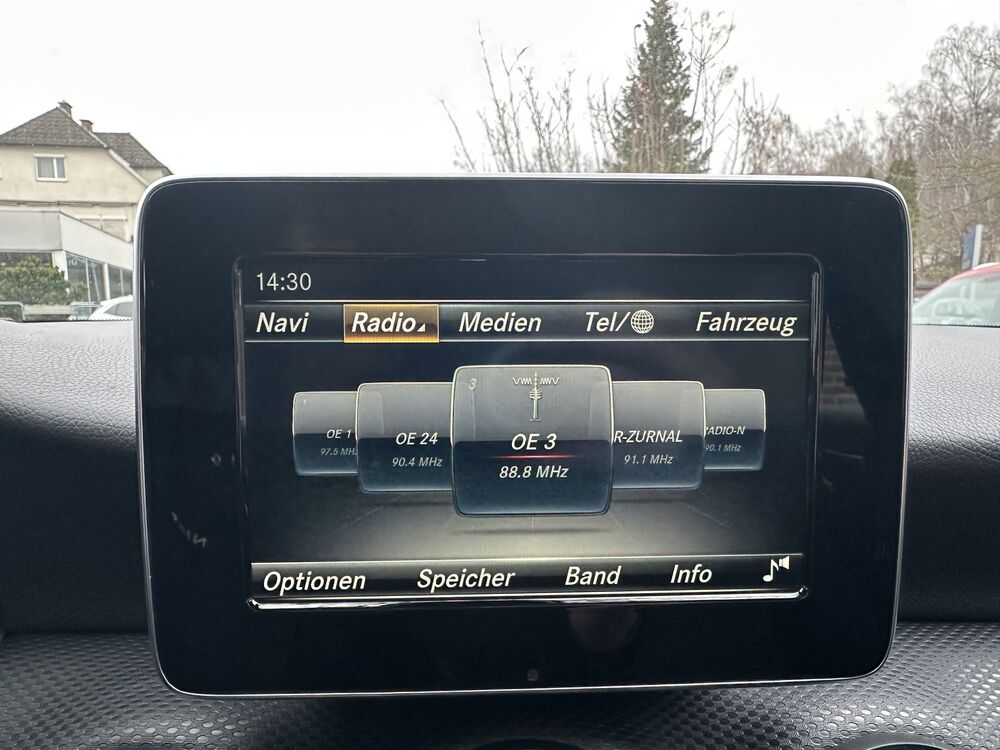 14:30
Navi Radio Medien Tel/ Fahrzeug
3
OE 1 OE 24 OE 3 R-ZURNAL RADIO-N
97.5 MHz 90.4 MHz 88.8 MHz 91.1 MHz 90.1 MHz
Optionen Speicher Band Info